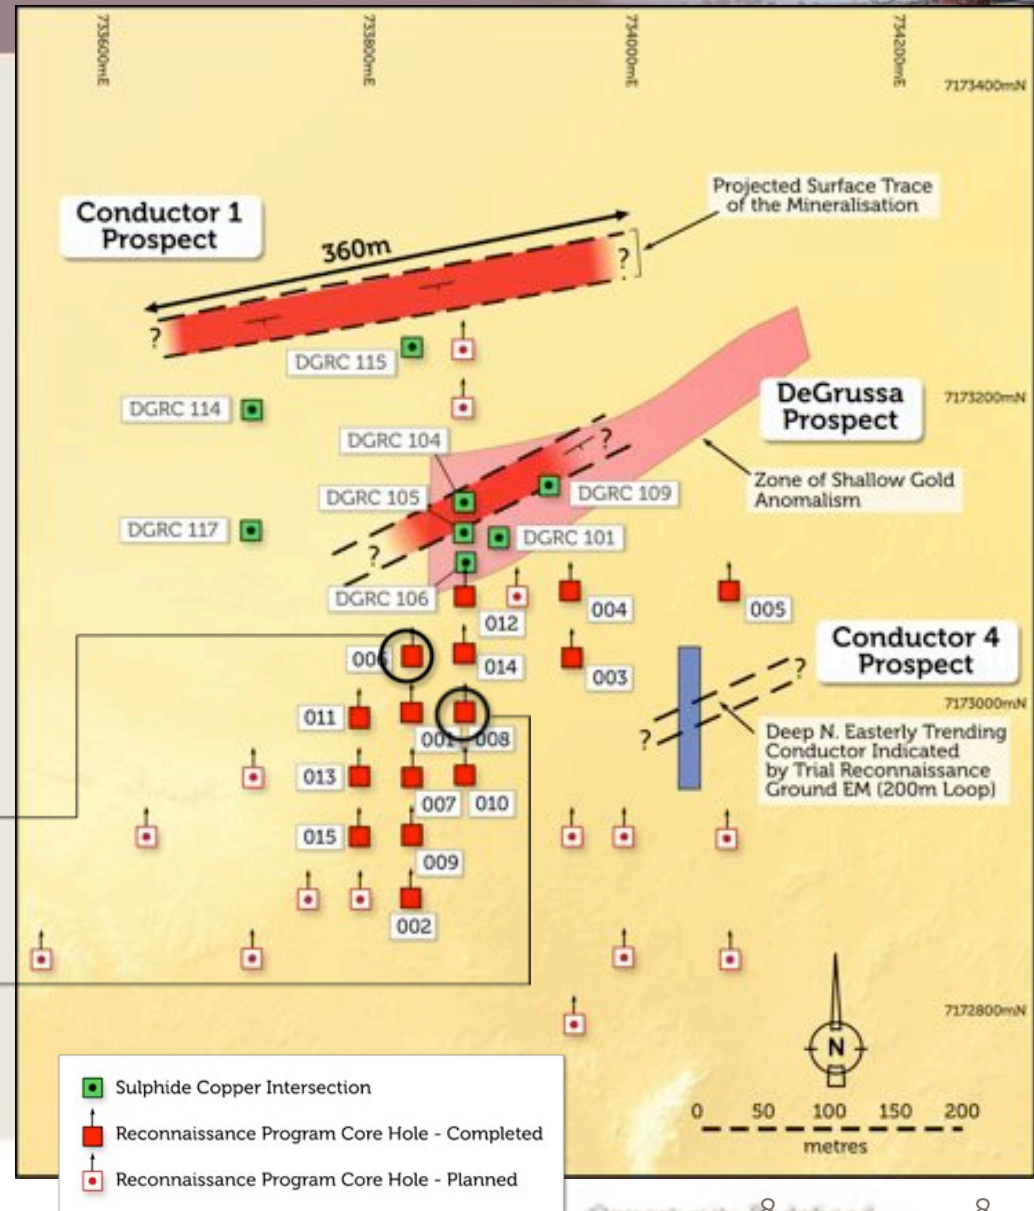 733600mE
733800mE
734000mE
734200mE
7173400mN
Projected Surface Trace
of the Mineralisation
Conductor 1
Prospect
360m
?
?
DGRC 115
DGRC 114
DeGrussa
Prospect
7173200mN
DGRC 104
?
Zone of Shallow Gold
Anomalism
DGRC 105
DGRC 109
DGRC 117
DGRC 101
?
DGRC 106
004
005
012
Conductor 4
Prospect
006
014
003
?
7173000mN
011
001
008
?
Deep N. Easterly Trending
Conductor Indicated
by Trial Reconnaissance
Ground EM (200m Loop)
013
007
010
015
009
002
7172800mN
N
Sulphide Copper Intersection
Reconnaissance Program Core Hole - Completed
Reconnaissance Program Core Hole - Planned
0 50 100 150 200
metres